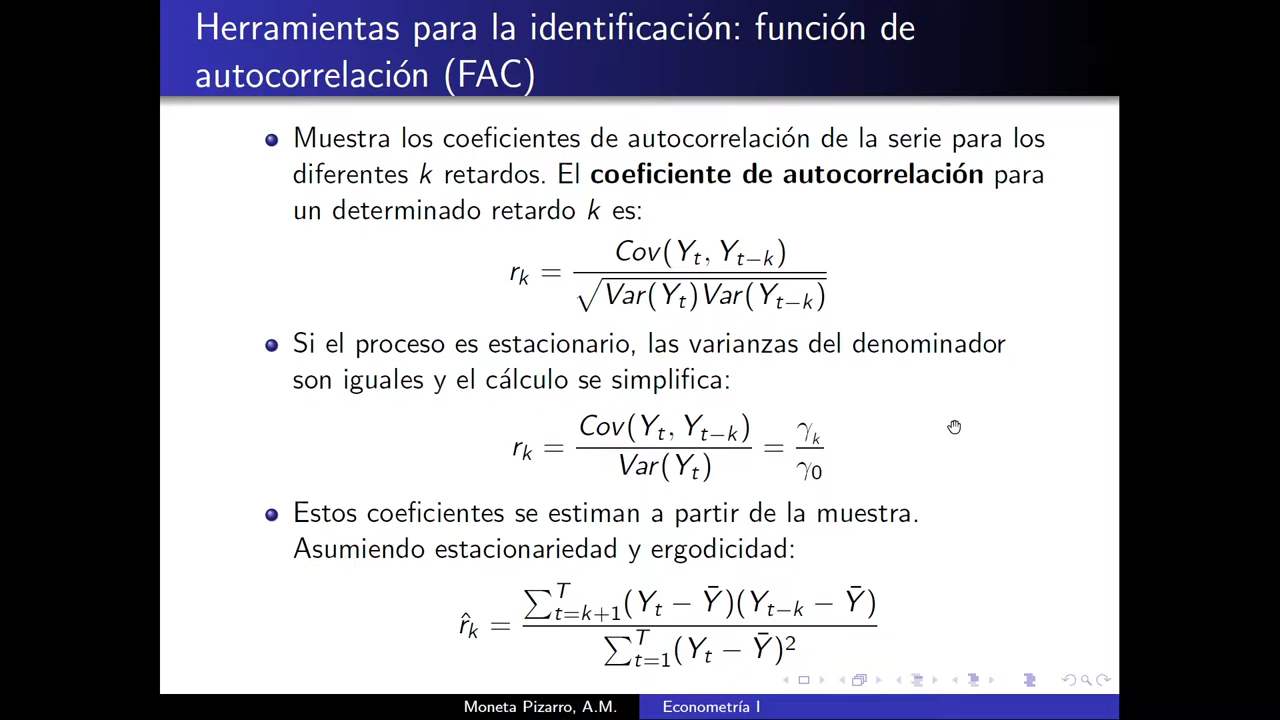 Herramientas para la identificación: función de
autocorrelación (FAC)
Muestra los coeficientes de autocorrelación de la serie para los
diferentes k retardos. El coeficiente de autocorrelación para
un determinado retardo k es:
r_k = Cov(Y_t, Y_{t−k}) / √(Var(Y_t)Var(Y_{t−k}))
Si el proceso es estacionario, las varianzas del denominador
son iguales y el cálculo se simplifica:
r_k = Cov(Y_t, Y_{t−k}) / Var(Y_t) = γ_k / γ_0
Estos coeficientes se estiman a partir de la muestra.
Asumiendo estacionariedad y ergodicidad:
r̂_k = ∑_{t=k+1}^T (Y_t − Ȳ)(Y_{t−k} − Ȳ) / ∑_{t=1}^T (Y_t − Ȳ)²
Moneta Pizarro, A.M. Econometría I